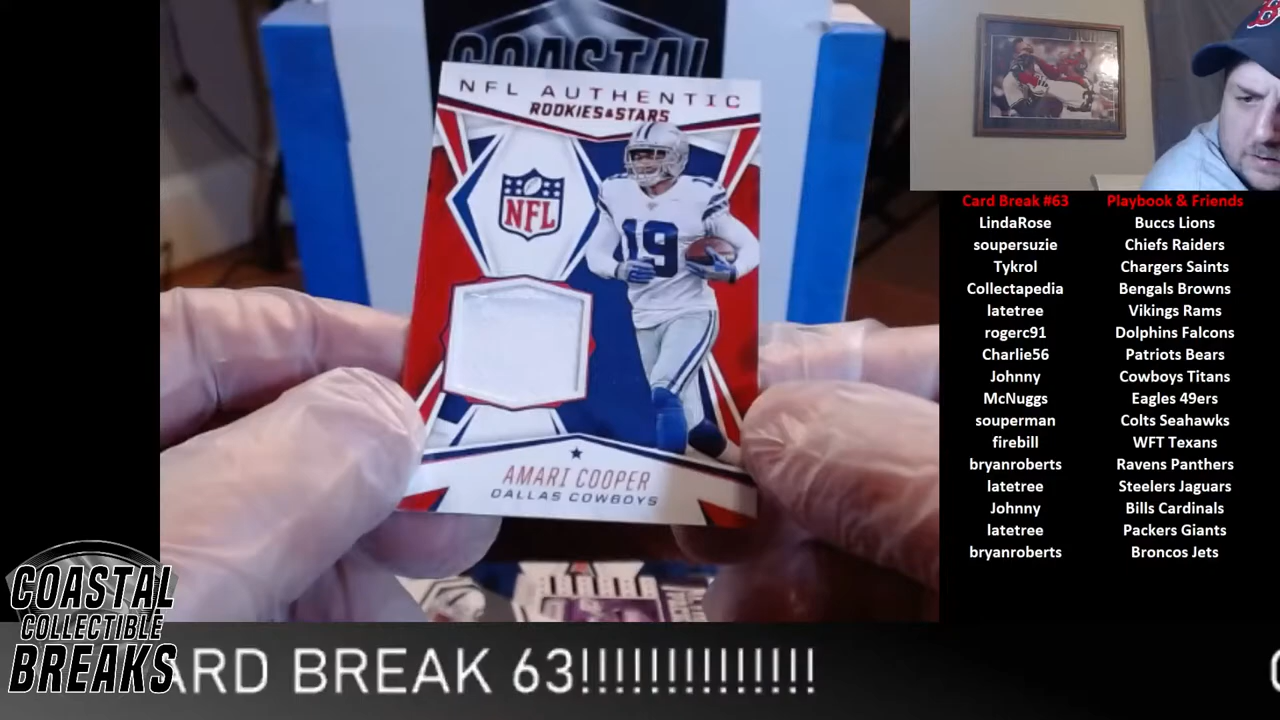 COASTAL
NFL AUTHENTIC
ROOKIES & STARS
NFL
19
19
AMARI COOPER
DALLAS COWBOYS
B
Card Break #63 Playbook & Friends
LindaRose Buccs Lions
soupersuzie Chiefs Raiders
Tykrol Chargers Saints
Collectapedia Bengals Browns
latetree Vikings Rams
rogerc91 Dolphins Falcons
Charlie56 Patriots Bears
Johnny Cowboys Titans
McNuggs Eagles 49ers
souperman Colts Seahawks
firebill WFT Texans
bryanroberts Ravens Panthers
latetree Steelers Jaguars
Johnny Bills Cardinals
latetree Packers Giants
bryanroberts Broncos Jets
COASTAL
COLLECTIBLE
BREAKS
ARD BREAK 63!!!!!!!!!!!!!!